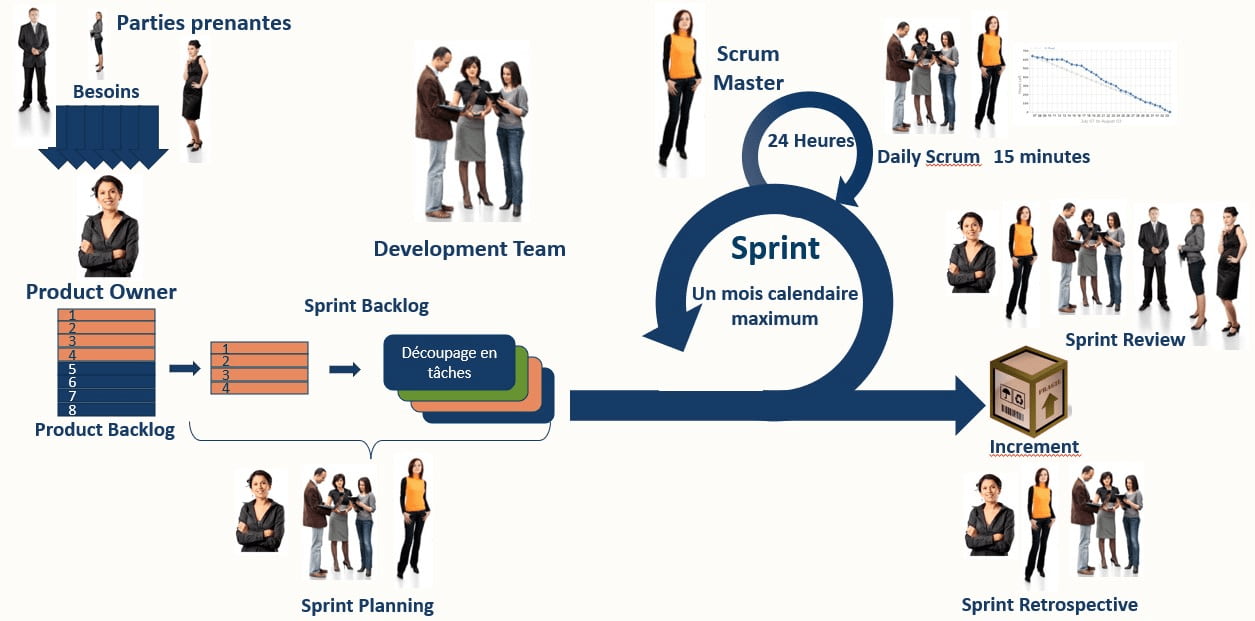 Parties prenantes
Besoins
Product Owner
1
2
3
4
5
6
7
8
Product Backlog
Sprint Backlog
1
2
3
4
Découpage en
tâches
Sprint Planning
Development Team
Scrum
Master
24 Heures
Daily Scrum 15 minutes
Sprint
Un mois calendaire
maximum
Sprint Review
FRAGILE
Increment
Sprint Retrospective